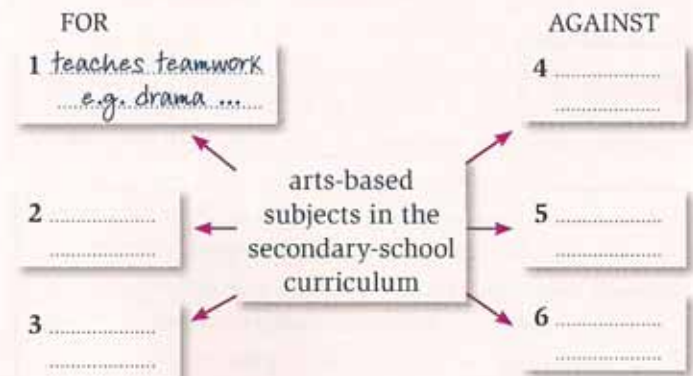 FOR
1 teaches teamwork
e.g. drama ...
2 ....................
....................
3 ....................
....................
arts-based
subjects in the
secondary-school
curriculum
AGAINST
4 ....................
....................
5 ....................
....................
6 ....................
....................